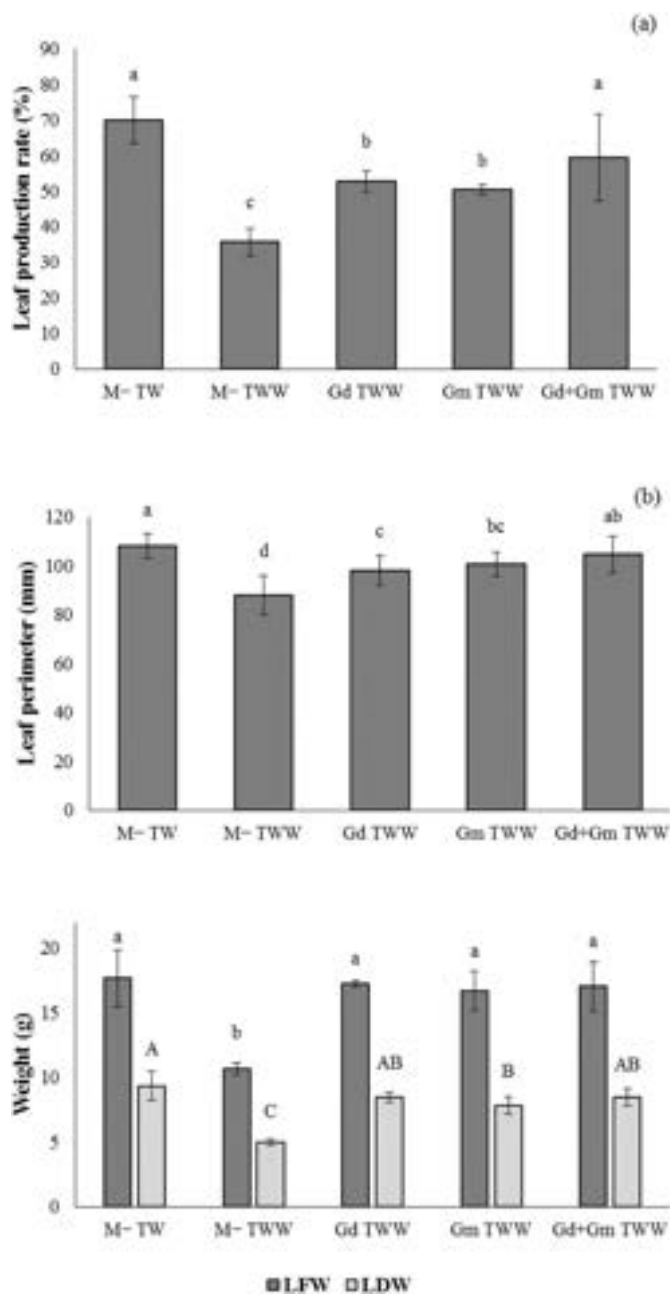 (a)
Leaf production rate (%)
90
80
70
60
50
40
30
20
10
0
a
c
b
b
a
M− TW
M− TWW
Gd TWW
Gm TWW
Gd+Gm TWW
(b)
Leaf perimeter (mm)
120
100
80
60
40
20
0
a
d
c
bc
ab
M− TW
M− TWW
Gd TWW
Gm TWW
Gd+Gm TWW
Weight (g)
20
15
10
5
0
a
A
b
C
a
AB
a
B
a
AB
M− TW
M− TWW
Gd TWW
Gm TWW
Gd+Gm TWW
LFW LDW